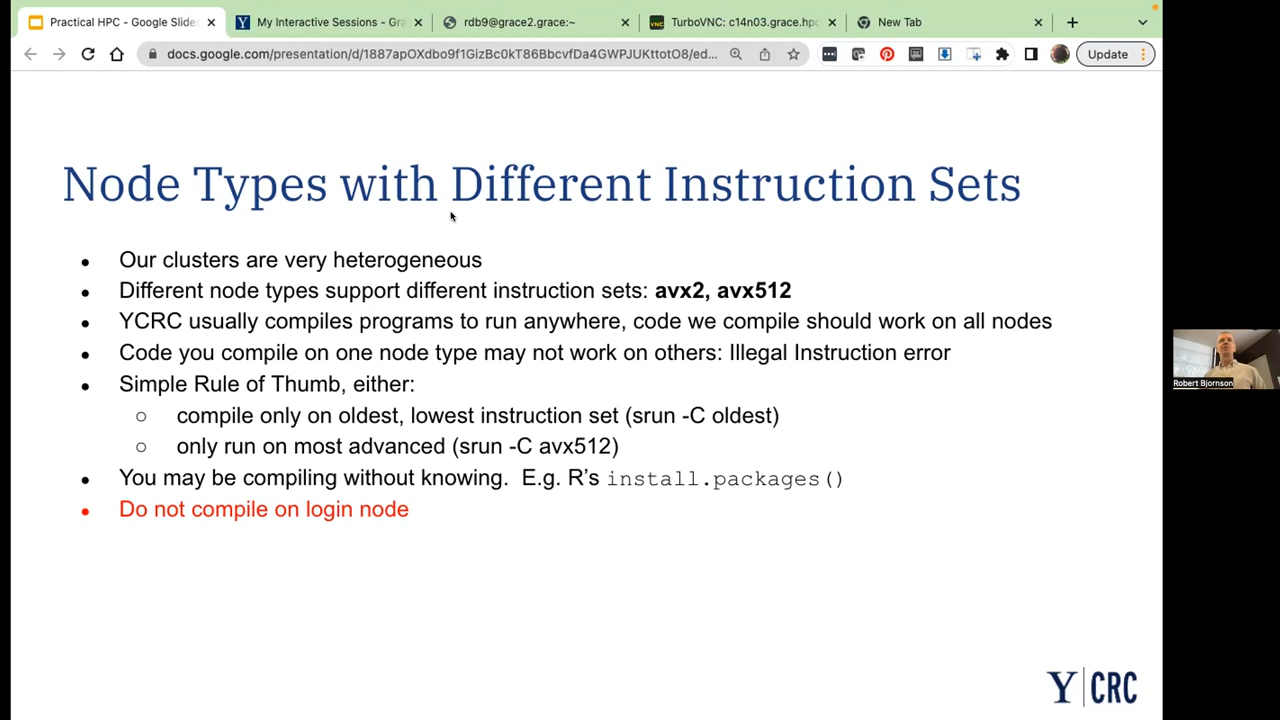 Practical HPC - Google Slides
My Interactive Sessions - Gra
rdb9@grace2.grace:~
TurboVNC: c14n03.grace.hpc
New Tab
docs.google.com/presentation/d/1887apOXdbo9f1GizBc0kT86BbcvfDa4GWPJUKttotO8/ed...
Update
Node Types with Different Instruction Sets
● Our clusters are very heterogeneous
● Different node types support different instruction sets: avx2, avx512
● YCRC usually compiles programs to run anywhere, code we compile should work on all nodes
● Code you compile on one node type may not work on others: Illegal Instruction error
● Simple Rule of Thumb, either:
○ compile only on oldest, lowest instruction set (srun -C oldest)
○ only run on most advanced (srun -C avx512)
● You may be compiling without knowing. E.g. R’s install.packages()
● Do not compile on login node
Robert Bjornson
Y CRC